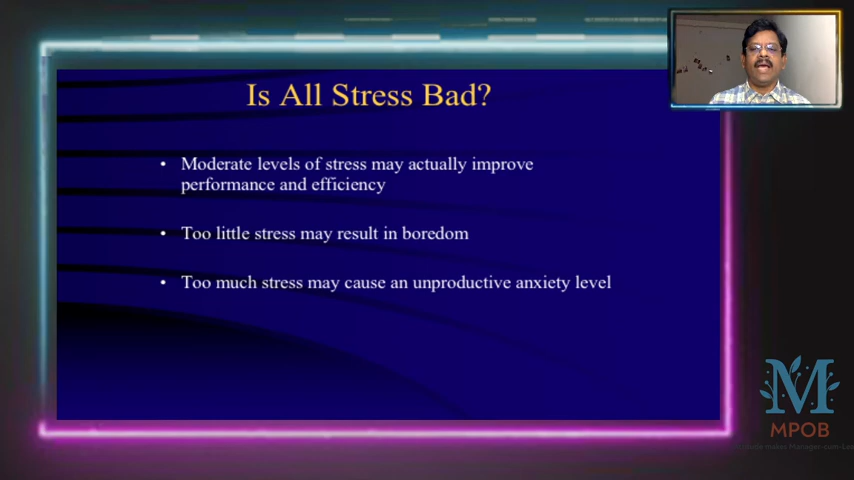 Is All Stress Bad?
• Moderate levels of stress may actually improve
performance and efficiency
• Too little stress may result in boredom
• Too much stress may cause an unproductive anxiety level
M
MPOB